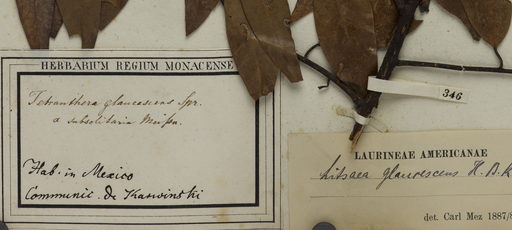 HERBARIUM REGIUM MONACENSE
Tetranthera glaucescens Spr.
α subsolitaria Meisn.
Hab. in Mexico
Communic. de Karwinski
346
LAURINEAE AMERICANAE
Litsaea glaucescens H. B. K
det. Carl Mez 1887/8